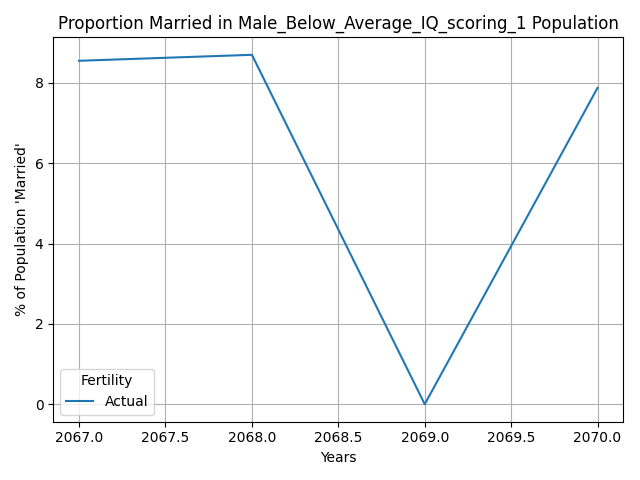 Proportion Married in Male_Below_Average_IQ_scoring_1 Population
% of Population 'Married'
8
6
4
2
0
Fertility
Actual
2067.0 2067.5 2068.0 2068.5 2069.0 2069.5 2070.0
Years